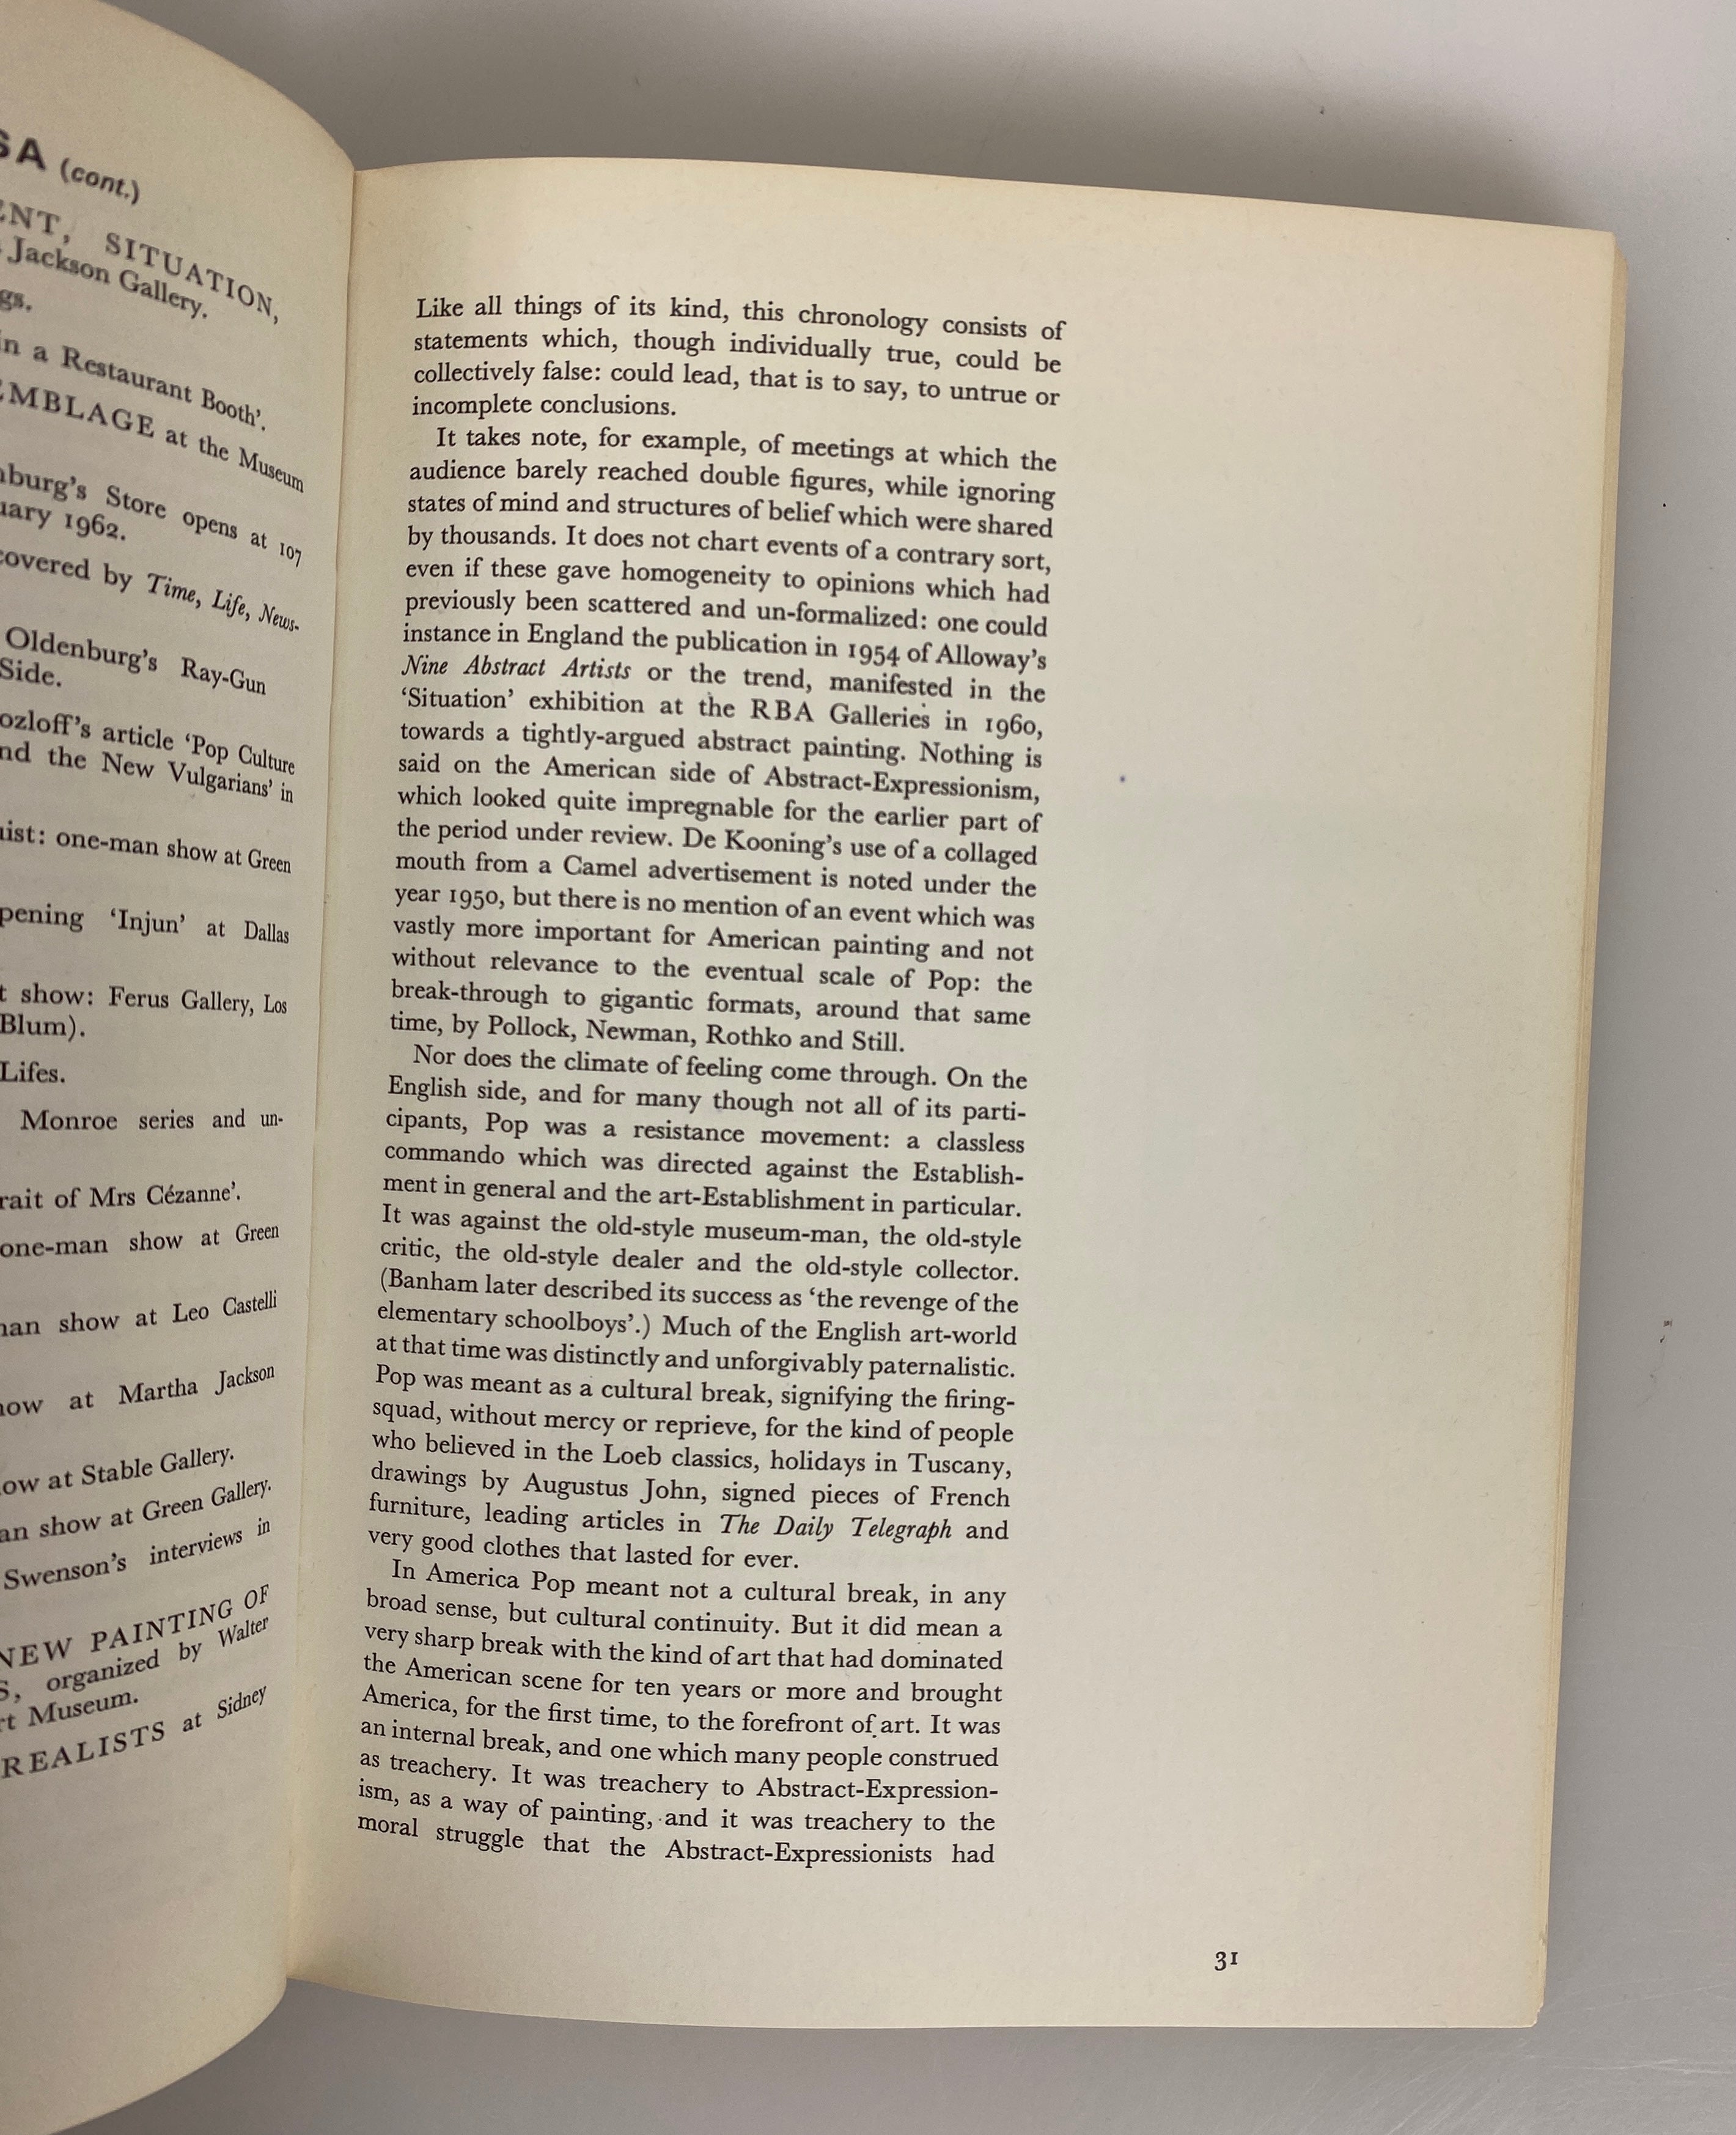 SA (cont.)
SITUATION,
Jackson Gallery.
in a Restaurant Booth'.
at the Museum
Store opens at 107
1962.
covered by Time, Life, News-
Oldenburg's Ray-Gun
Side.
article 'Pop Culture
the New Vulgarians' in
one-man show at Green
'Injun' at Dallas
show: Ferus Gallery, Los
Blum).
Lifes.
Monroe series and un-
of Mrs Cézanne'.
one-man show at Green
show at Leo Castelli
at Martha Jackson
at Stable Gallery.
show at Green Gallery.
Swenson's interviews in
NEW PAINTING OF
organized by Walter
Museum.
REALISTS at Sidney
Like all things of its kind, this chronology consists of
statements which, though individually true, could be
collectively false: could lead, that is to say, to untrue or
incomplete conclusions.
It takes note, for example, of meetings at which the
audience barely reached double figures, while ignoring
states of mind and structures of belief which were shared
by thousands. It does not chart events of a contrary sort,
even if these gave homogeneity to opinions which had
previously been scattered and un-formalized: one could
instance in England the publication in 1954 of Alloway's
Nine Abstract Artists or the trend, manifested in the
'Situation' exhibition at the RBA Galleries in 1960,
towards a tightly-argued abstract painting. Nothing is
said on the American side of Abstract-Expressionism,
which looked quite impregnable for the earlier part of
the period under review. De Kooning's use of a collaged
mouth from a Camel advertisement is noted under the
year 1950, but there is no mention of an event which was
vastly more important for American painting and not
without relevance to the eventual scale of Pop: the
break-through to gigantic formats, around that same
time, by Pollock, Newman, Rothko and Still.
Nor does the climate of feeling come through. On the
English side, and for many though not all of its parti-
cipants, Pop was a resistance movement: a classless
commando which was directed against the Establish-
ment in general and the art-Establishment in particular.
It was against the old-style museum-man, the old-style
critic, the old-style dealer and the old-style collector.
(Banham later described its success as 'the revenge of the
elementary schoolboys'.) Much of the English art-world
at that time was distinctly and unforgivably paternalistic.
Pop was meant as a cultural break, signifying the firing-
squad, without mercy or reprieve, for the kind of people
who believed in the Loeb classics, holidays in Tuscany,
drawings by Augustus John, signed pieces of French
furniture, leading articles in The Daily Telegraph and
very good clothes that lasted for ever.
In America Pop meant not a cultural break, in any
broad sense, but cultural continuity. But it did mean a
very sharp break with the kind of art that had dominated
the American scene for ten years or more and brought
America, for the first time, to the forefront of art. It was
an internal break, and one which many people construed
as treachery. It was treachery to Abstract-Expression-
ism, as a way of painting, and it was treachery to the
moral struggle that the Abstract-Expressionists had
31